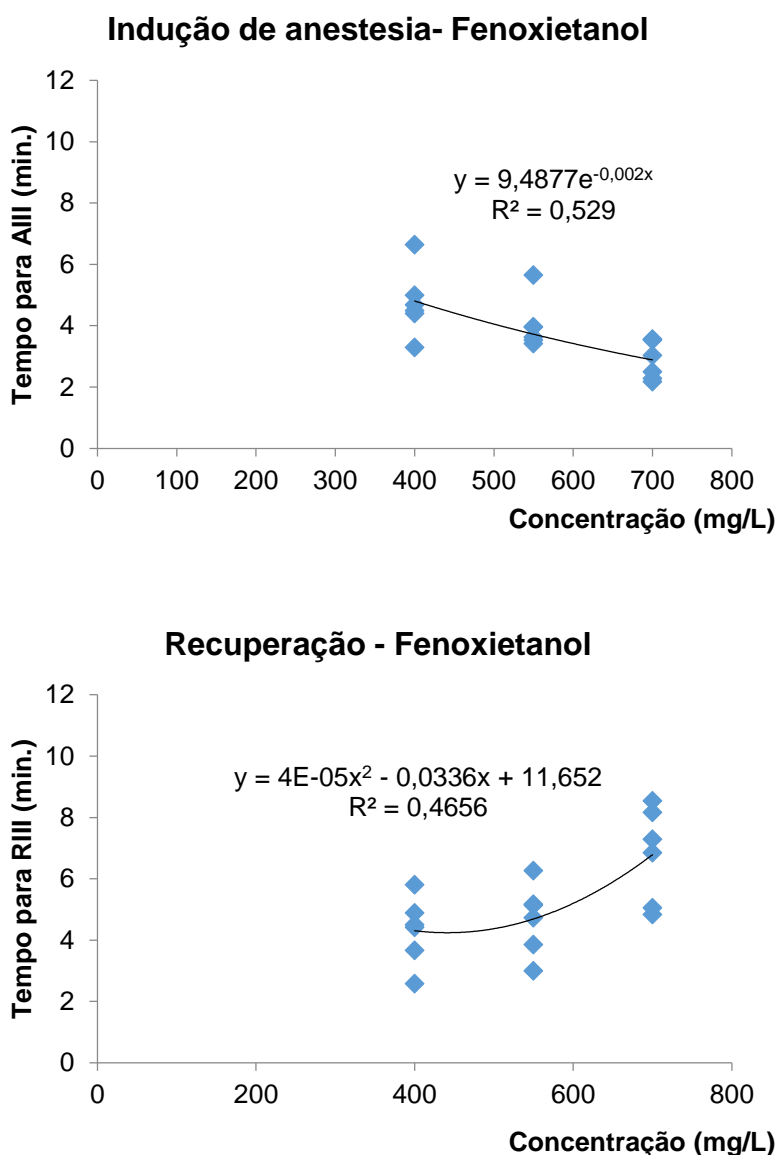 Indução de anestesia- Fenoxietanol
12
10
8
6
4
2
0
Tempo para AIII (min.)
y = 9,4877e^-0,002x
R² = 0,529
0 100 200 300 400 500 600 700 800
Concentração (mg/L)
Recuperação - Fenoxietanol
12
10
8
6
4
2
0
Tempo para RIII (min.)
y = 4E-05x² - 0,0336x + 11,652
R² = 0,4656
0 200 400 600 800
Concentração (mg/L)